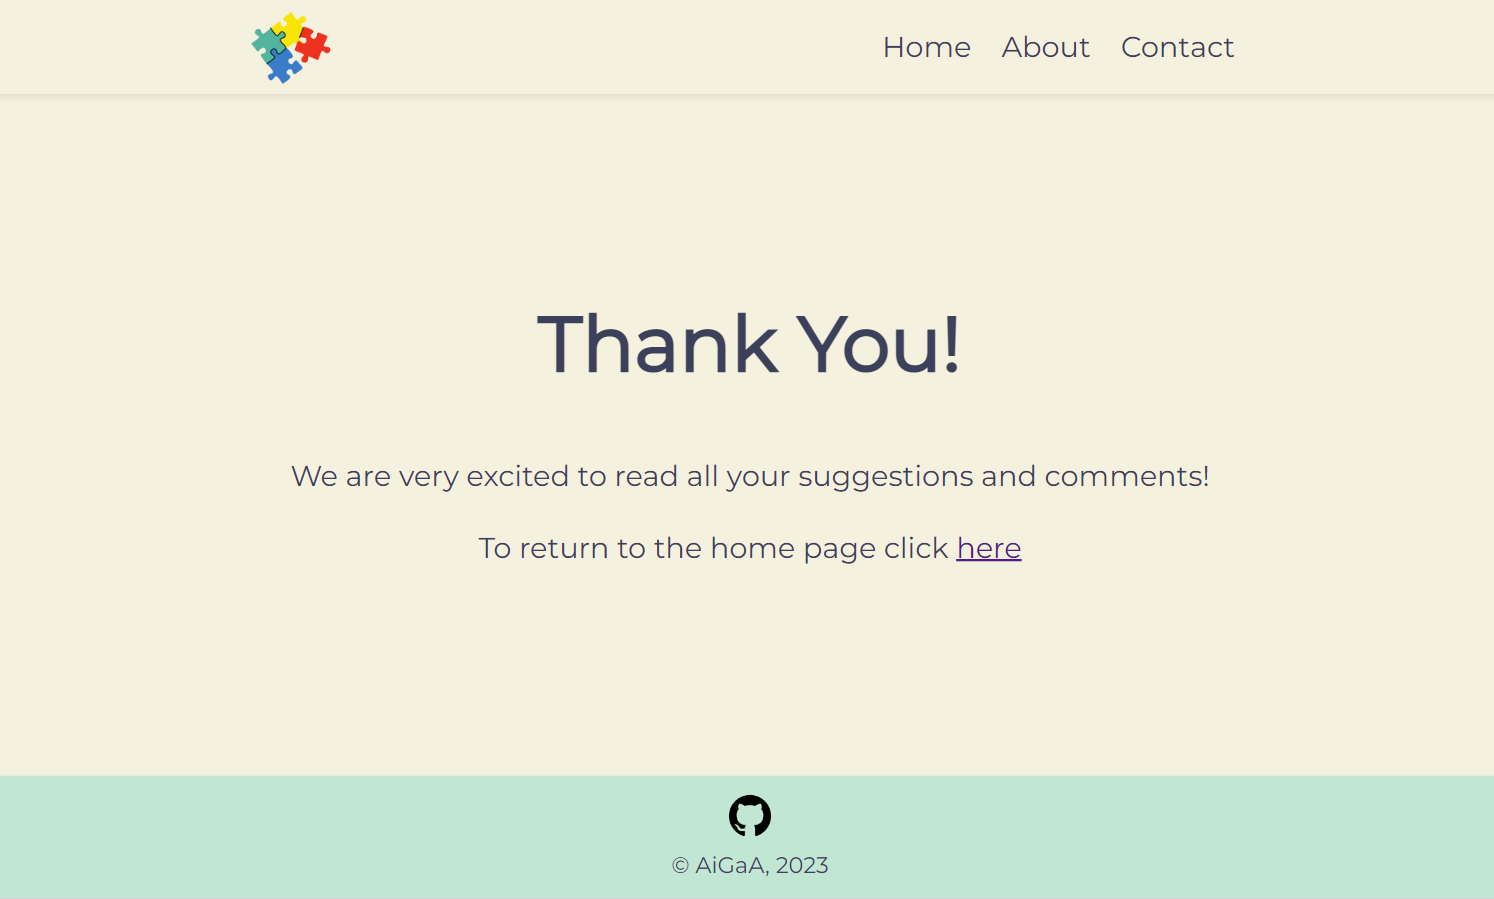 Home About Contact
Thank You!
We are very excited to read all your suggestions and comments!
To return to the home page click here
© AiGaA, 2023